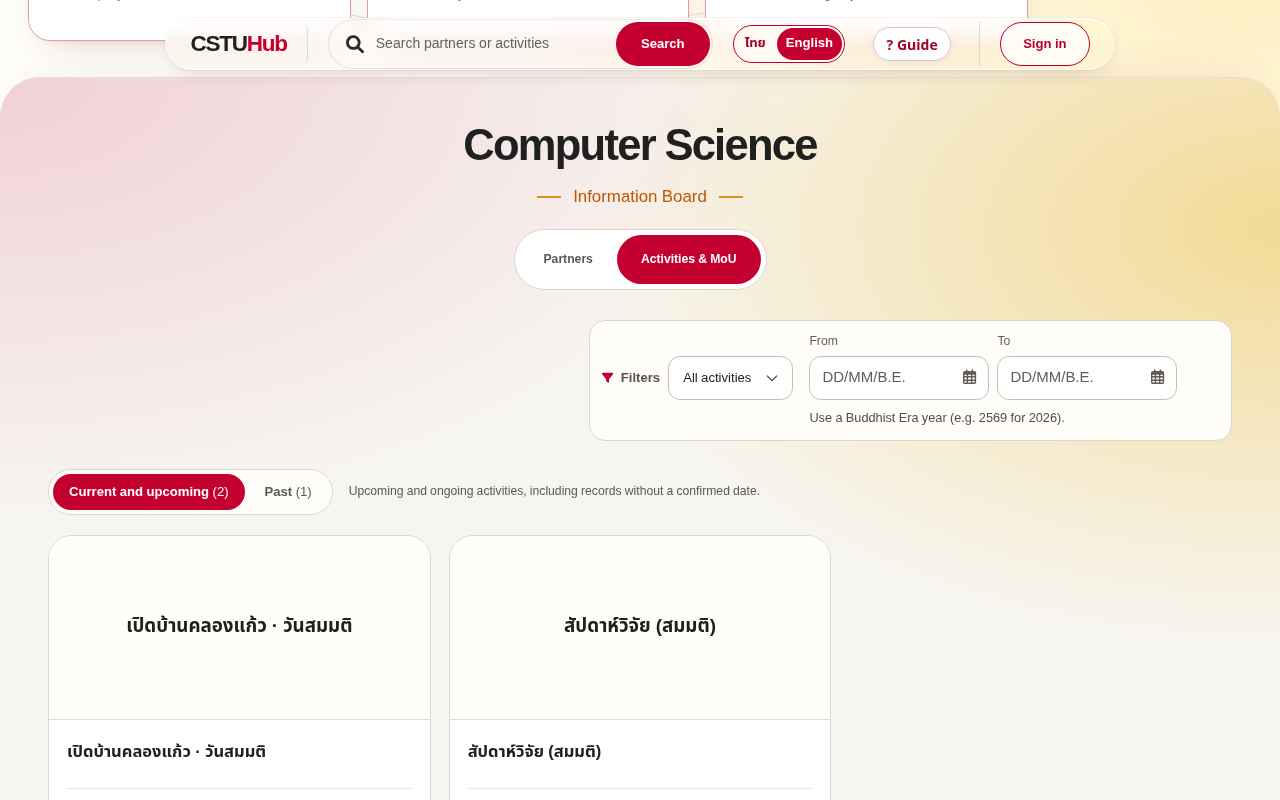 CSTUHub
Search partners or activities
Search
ไทย
English
? Guide
Sign in
Computer Science
Information Board
Partners
Activities & MoU
From
To
Filters
All activities
DD/MM/B.E.
DD/MM/B.E.
Use a Buddhist Era year (e.g. 2569 for 2026).
Current and upcoming (2)
Past (1)
Upcoming and ongoing activities, including records without a confirmed date.
เปิดบ้านคลองแก้ว · วันสมมติ
สัปดาห์วิจัย (สมมติ)
เปิดบ้านคลองแก้ว · วันสมมติ
สัปดาห์วิจัย (สมมติ)